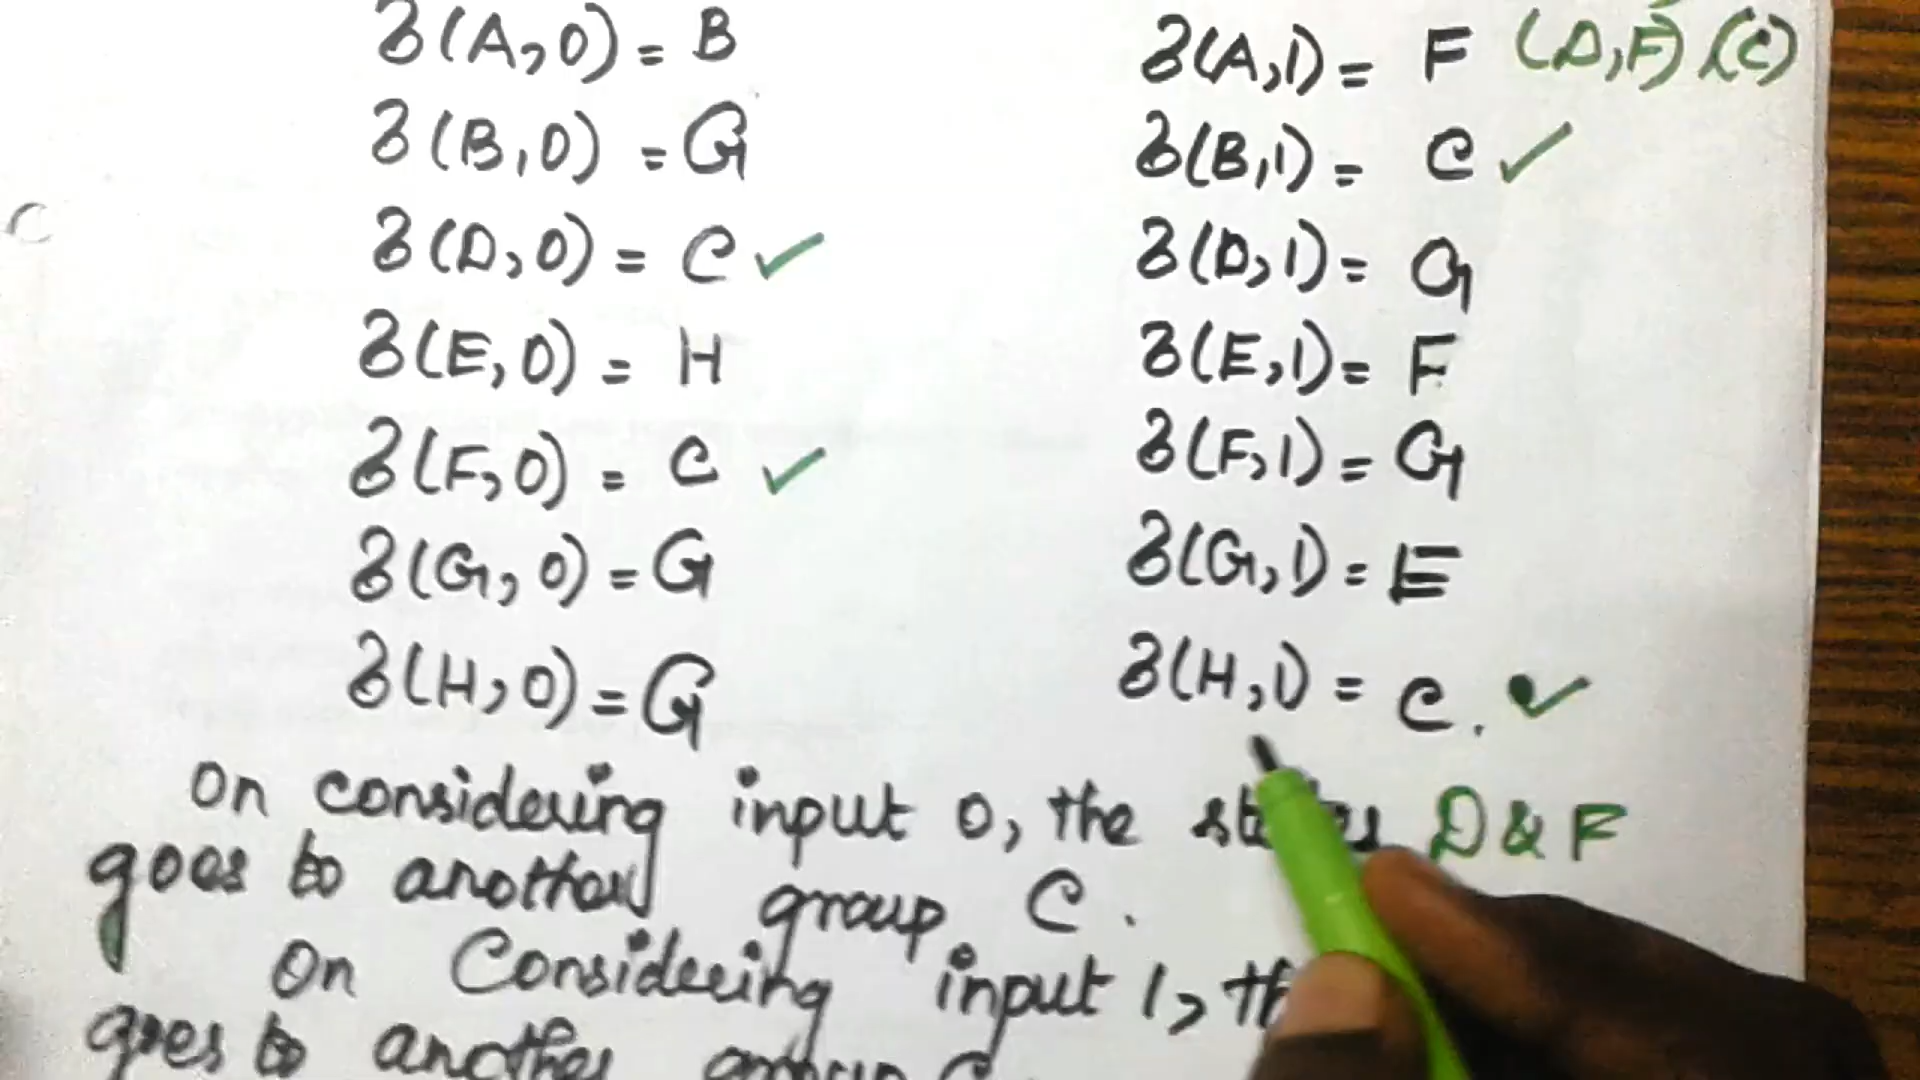 δ(A,0) = B δ(A,1) = F (D,F) (C)
δ(B,0) = G δ(B,1) = C ✓
δ(D,0) = C ✓ δ(D,1) = G
δ(E,0) = H δ(E,1) = F
δ(F,0) = C ✓ δ(F,1) = G
δ(G,0) = G δ(G,1) = E
δ(H,0) = G δ(H,1) = C. ✓
On considering input 0, the D & F
goes to another group C.
On Considering input 1,
goes to another group